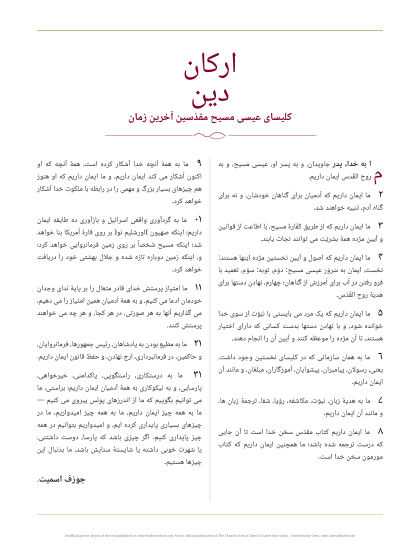 ارکان
دین
کلیسای عیسی مسیح مقدّسین آخرین زمان
۱ به خدا، پدر جاویدان، و به پسر او، عیسی مسیح، و به
م روح القُدس ایمان داریم.
۲ ما ایمان داریم که آدمیان برای گناهان خودشان، و نه برای
گناه آدم، تنبیه خواهند شد.
۳ ما ایمان داریم که از طریق کفّارهٔ مسیح، با اطاعت از قوانین
و آیین مژده همهٔ بشریّت می توانند نجات یابند.
۴ ما ایمان داریم که اصول و آیین نخستین مژده اینها هستند:
نخست، ایمان به سَروَر عیسی مسیح؛ دوّم، توبه؛ سوّم، تعمید با
فرو رفتن در آب برای آمرزش از گناهان؛ چهارم، نهادن دستها برای
هدیهٔ روح القُدس.
۵ ما ایمان داریم که یک مرد می بایستی با نبوّت از سوی خدا
خوانده شود، و با نهادن دستها بدست کسانی که دارای اختیار
هستند، تا آن مژده را موعظه کنند و آیین آن را انجام دهند.
۶ ما به همان سازمانی که در کلیسای نخستین وجود داشت،
یعنی، رسولان، پیامبران، پیشوایان، آموزگاران، مبلغان، و مانند آن
ایمان داریم.
۷ ما به هدیهٔ زبان، نبوّت، مکاشفه، رؤیا، شفا، ترجمهٔ زبان ها،
و مانند آن ایمان داریم.
۸ ما ایمان داریم کتاب مقدّس سخن خدا است تا آن جایی
که درست ترجمه شده باشد؛ ما همچنین ایمان داریم که کتاب
مورمون سخن خدا است.
۹ ما به همهٔ آنچه خدا آشکار کرده است، همهٔ آنچه که او
اکنون آشکار می کند ایمان داریم، و ما ایمان داریم که او هنوز
هم چیزهای بسیار بزرگ و مهمی را در رابطه با ملکوت خدا آشکار
خواهد کرد.
۰۱ ما به گردآوری واقعی اسرائیل و بازآوری ده طایفه ایمان
داریم؛ اینکه صهیون )اورشلیم نو( بر روی قارهٔ آمریکا بنا خواهد
شد؛ اینکه مسیح شخصاً بر روی زمین فرمانروایی خواهد کرد؛
و، اینکه زمین دوباره تازه شده و جلال بهشتی خود را دریافت
خواهد کرد.
۱۱ ما امتیاز پرستش خدای قادر متعال را بر پایهٔ ندای وجدان
خودمان ادعا می کنیم، و به همهٔ آدمیان همین امتیاز را می دهیم،
می گذاریم آنها به هر صورتی، در هر کجا، و هر چه می خواهند
پرستش کنند.
۲۱ ما به مطیع بودن به پادشاهان، رئیس جمهورها، فرمانروایان،
و حاکمین، در فرمانبرداری، ارج نهادن، و حفظ قانون ایمان داریم.
۳۱ ما به درستکاری، راستگویی، پاکدامنی، خیرخواهی،
پارسایی، و به نیکوکاری به همهٔ آدمیان ایمان داریم؛ براستی، ما
می توانیم بگوییم که ما از اندرزهای پولس پیروی می کنیم —
ما به همه چیز ایمان داریم، ما به همه چیز امیدواریم، ما در
چیزهای بسیاری پایداری کرده ایم، و امیدواریم بتوانیم در همه
چیز پایداری کنیم. اگر چیزی باشد که پارسا، دوست داشتنی،
یا شهرت خوبی داشته یا شایستهٔ ستایش باشد، ما بدنبال این
چیزها هستیم.
جوزف اسمیت.